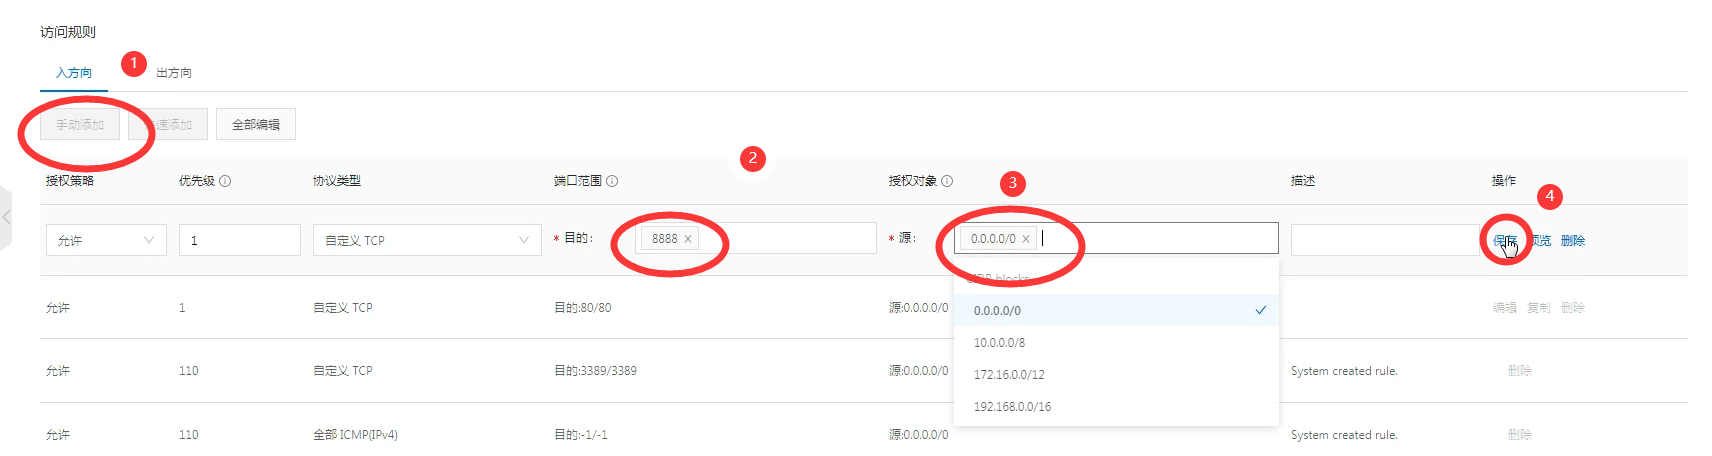 访问规则
入方向 1 出方向
手动添加 速添加 全部编辑
2
授权策略 优先级 协议类型 端口范围 授权对象 3 描述 操作 4
允许 1 自定义 TCP * 目的: 8888 × * 源: 0.0.0.0/0 × 保存 预览 删除
CIDR blocks
允许 1 自定义 TCP 目的:80/80 源:0.0.0.0/0 0.0.0.0/0 编辑 复制 删除
10.0.0.0/8
允许 110 自定义 TCP 目的:3389/3389 源:0.0.0.0/0 172.16.0.0/12 System created rule. 删除
192.168.0.0/16
允许 110 全部 ICMP(IPv4) 目的:-1/-1 源:0.0.0.0/0 System created rule. 删除